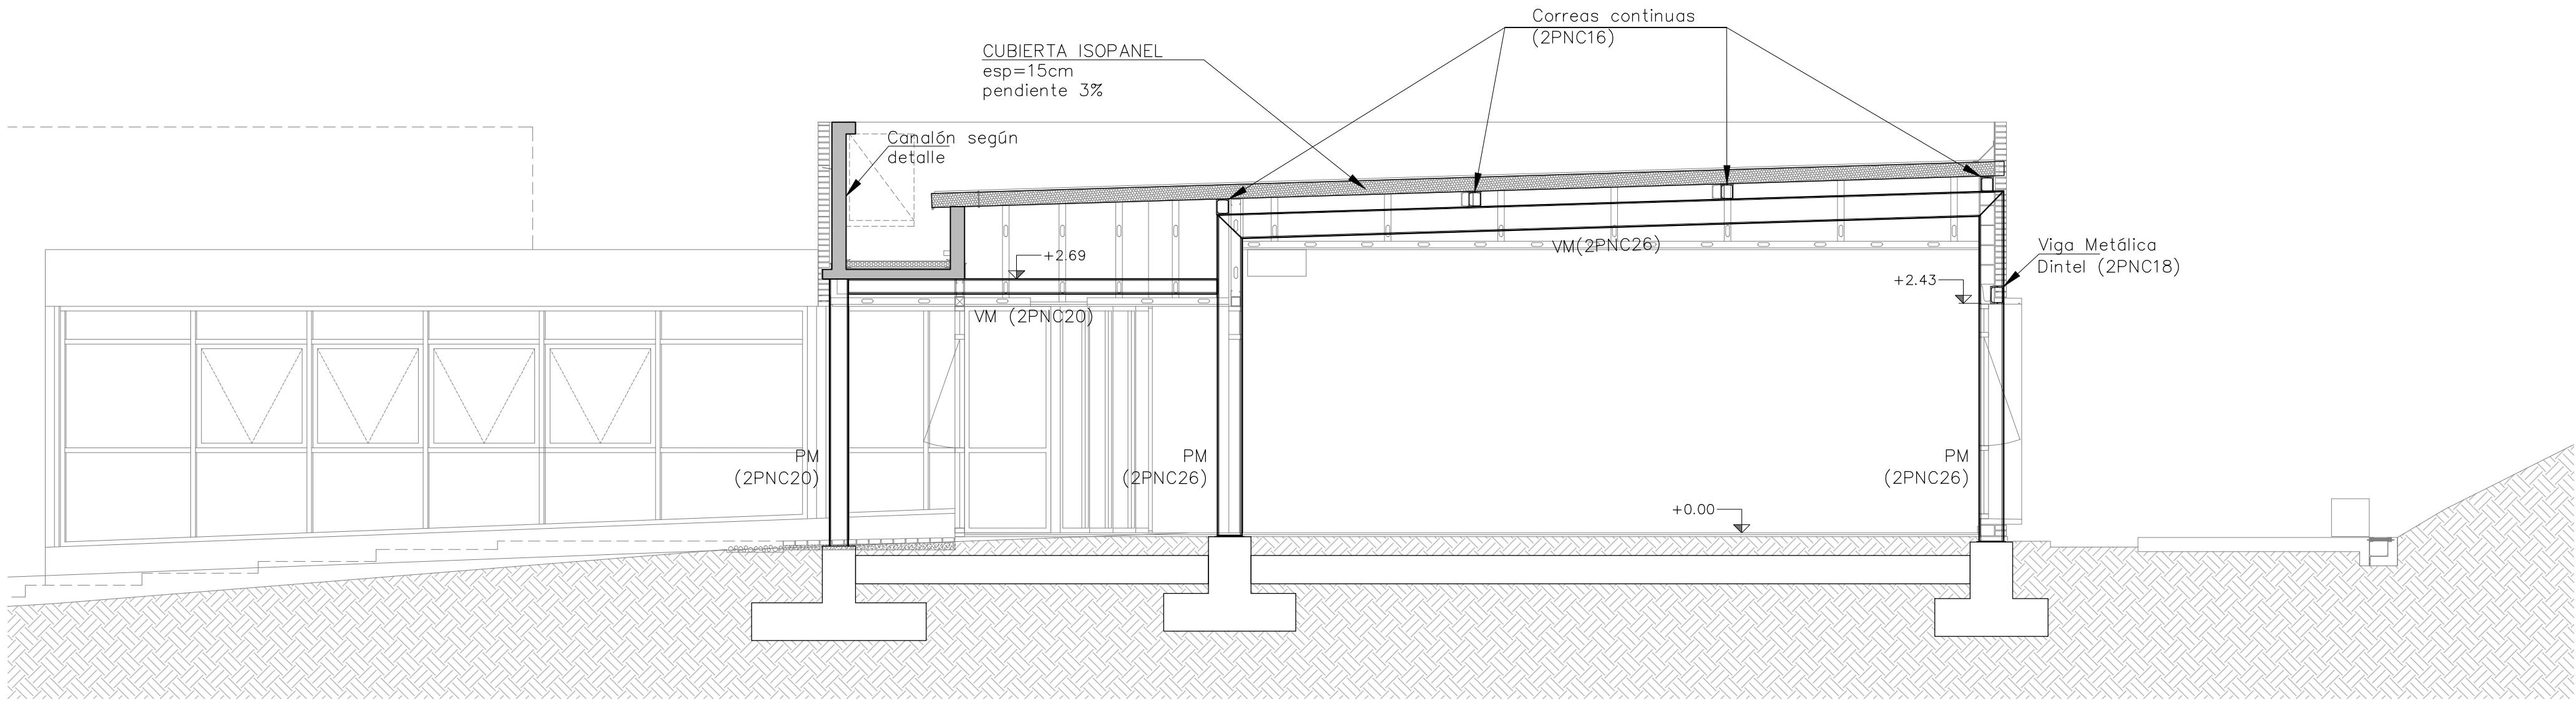 Correas continuas
(2PNC16)
CUBIERTA ISOPANEL
esp=15cm
pendiente 3%
Canalón según
detalle
+2.69
VM(2PNC26)
Viga Metálica
Dintel (2PNC18)
+2.43
VM (2PNC20)
PM
(2PNC20)
PM
(2PNC26)
PM
(2PNC26)
+0.00